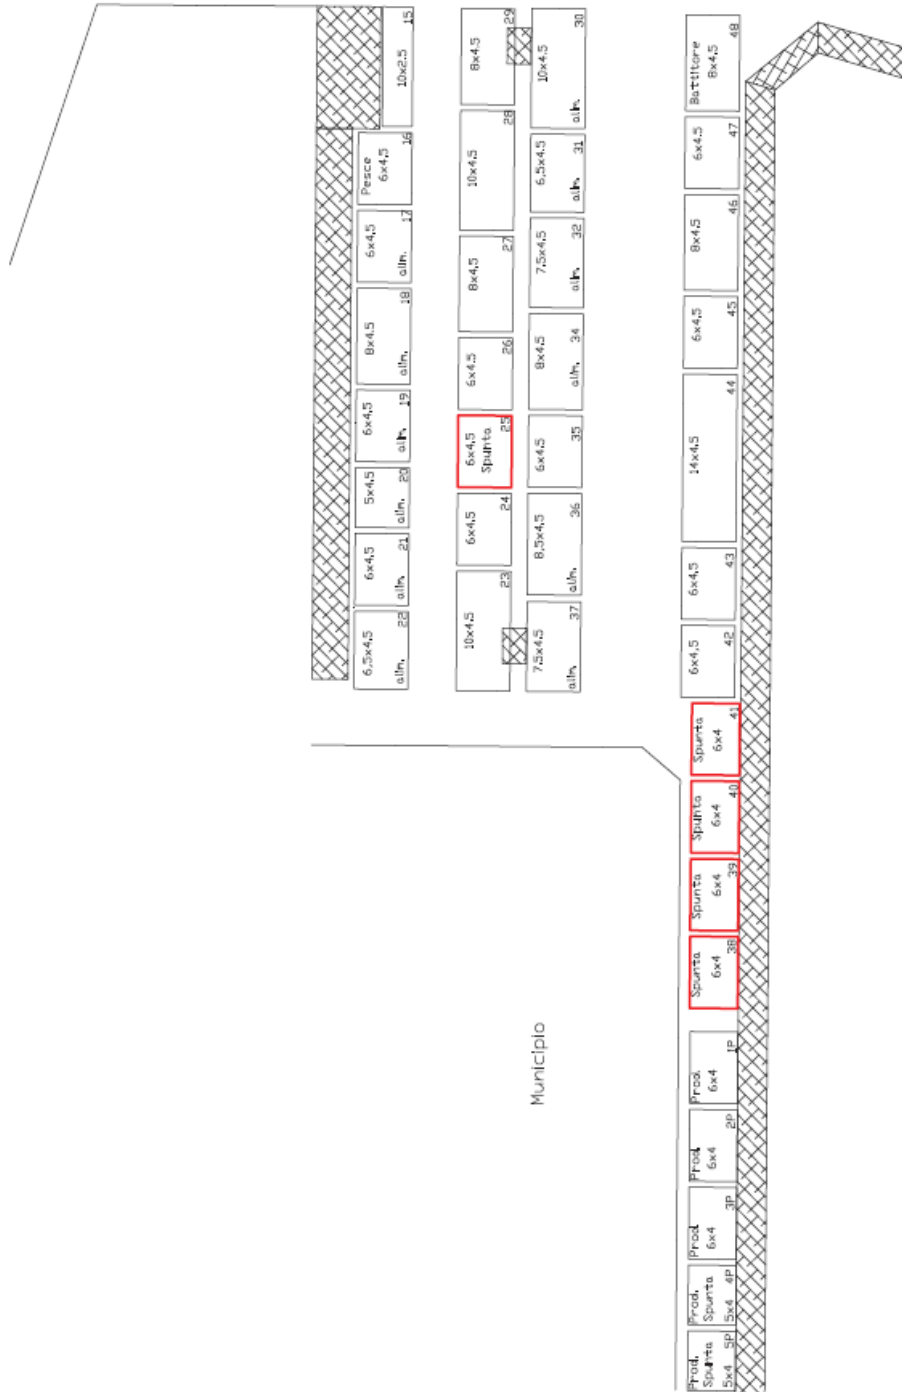 15
10x2.5
Pesce
6x4.5
16
6x4.5
17
alim.
8x4.5
18
alim.
6x4.5
19
alim.
5x4.5
20
alim.
6x4.5
21
alim.
6.5x4.5
22
alim.
29
8x4.5
28
10x4.5
27
8x4.5
26
6x4.5
25
6x4.5
Spunta
24
6x4.5
23
10x4.5
30
10x4.5
alim.
31
6.5x4.5
alim.
32
7.5x4.5
alim.
34
8x4.5
alim.
35
6x4.5
36
8.5x4.5
alim.
37
7.5x4.5
alim.
Battitore
8x4.5
48
6x4.5
47
8x4.5
46
6x4.5
45
14x4.5
44
6x4.5
43
6x4.5
42
Spunta
6x4
41
Spunta
6x4
40
Spunta
6x4
39
Spunta
6x4
38
Municipio
Prod.
6x4
1P
Prod.
6x4
2P
Prod.
6x4
3P
Prod.
Spunta
5x4 4P
Prod.
Spunta
5x4 5P